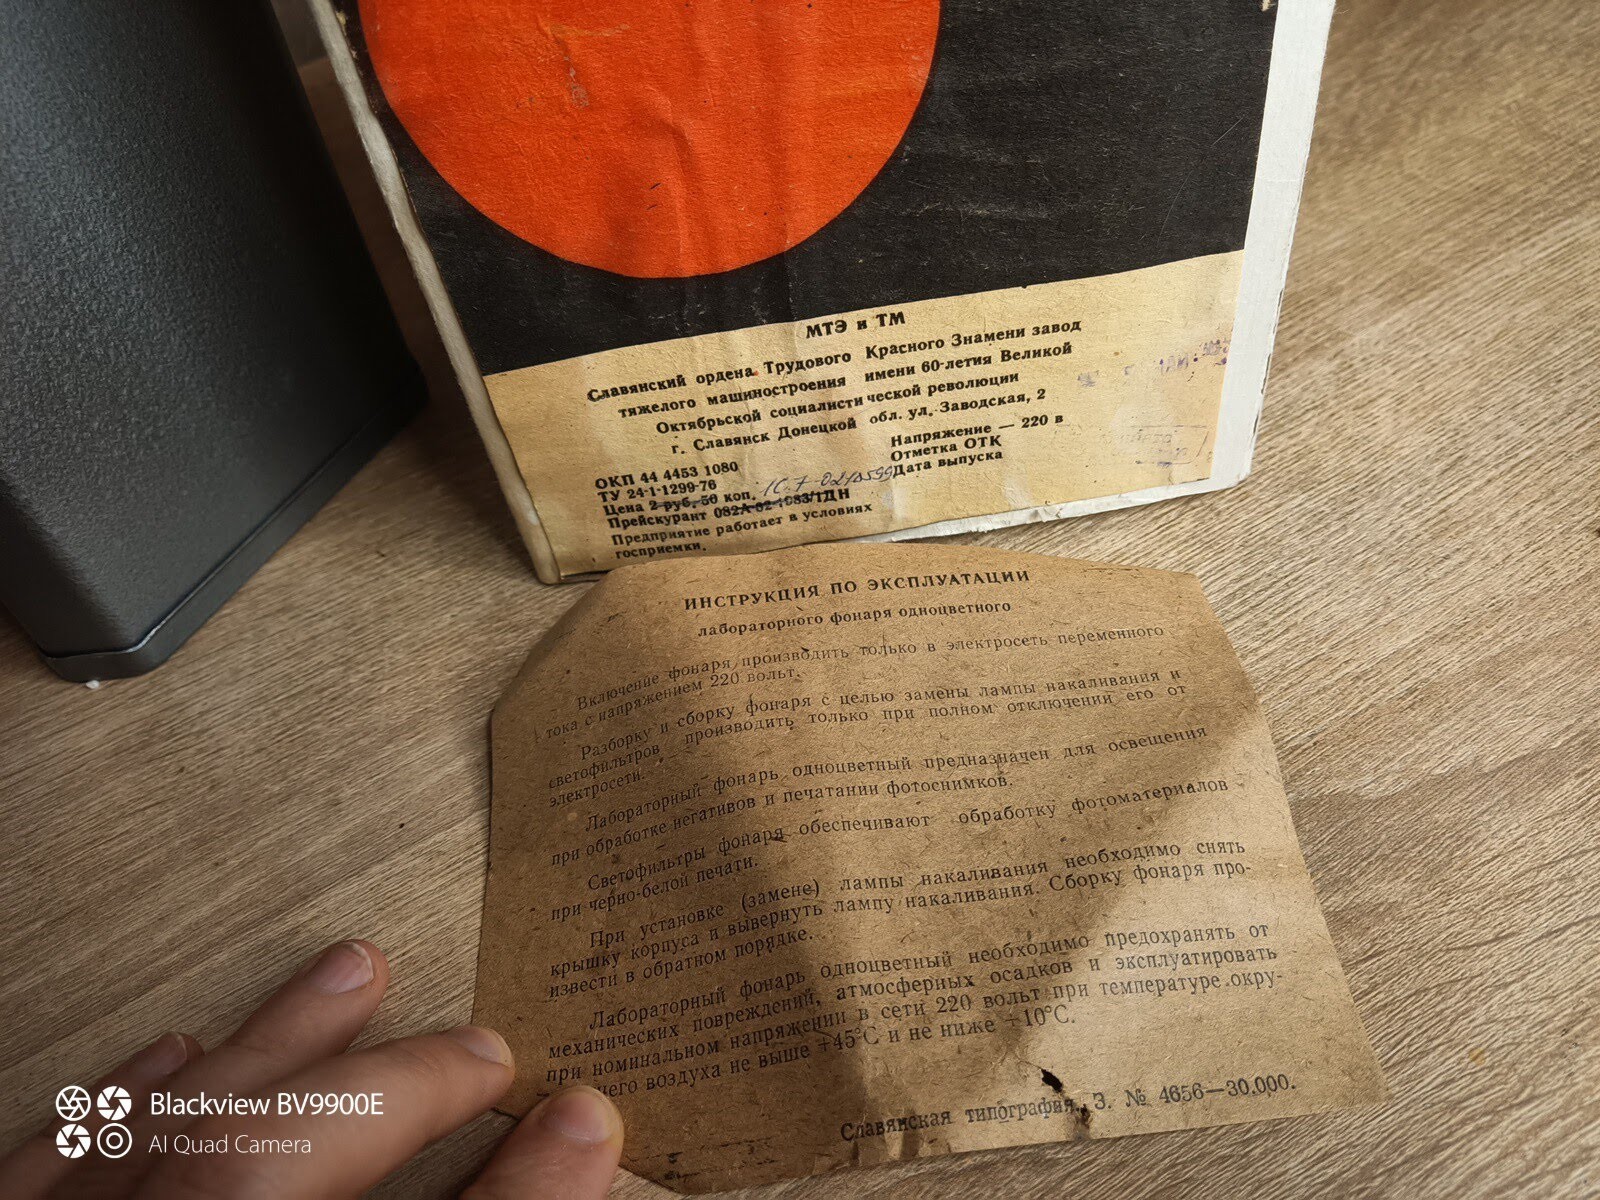 МТЭ и ТМ
Славянский ордена Трудового Красного Знамени завод
тяжелого машиностроения имени 60-летия Великой
Октябрьской социалистической революции
г. Славянск Донецкой обл. ул. Заводская, 2
Напряжение — 220 в
Отметка ОТК
Дата выпуска
ОКП 44 4453 1080
ТУ 24-1-1299-76
Цена 2 руб. 50 коп.
Прейскурант
Предприятие работает в условиях
госприемки.
ИНСТРУКЦИЯ ПО ЭКСПЛУАТАЦИИ
лабораторного фонаря одноцветного
Включение фонаря производить только в электросеть переменного
тока с напряжением 220 вольт.
Разборку и сборку фонаря с целью замены лампы накаливания и
светофильтров производить только при полном отключении его от
электросети.
Лабораторный фонарь одноцветный предназначен для освещения
при обработке негативов и печатании фотоснимков.
Светофильтры фонаря обеспечивают обработку фотоматериалов
при черно-белой печати.
При установке (замене) лампы накаливания необходимо снять
крышку корпуса и вывернуть лампу накаливания. Сборку фонаря про-
извести в обратном порядке.
Лабораторный фонарь одноцветный необходимо предохранять от
механических повреждений, атмосферных осадков и эксплуатировать
при номинальном напряжении в сети 220 вольт при температуре окру-
чего воздуха не выше +45°С и не ниже +10°С.
Славянская типография. З. № 4656—30.000.
Blackview BV9900E
AI Quad Camera